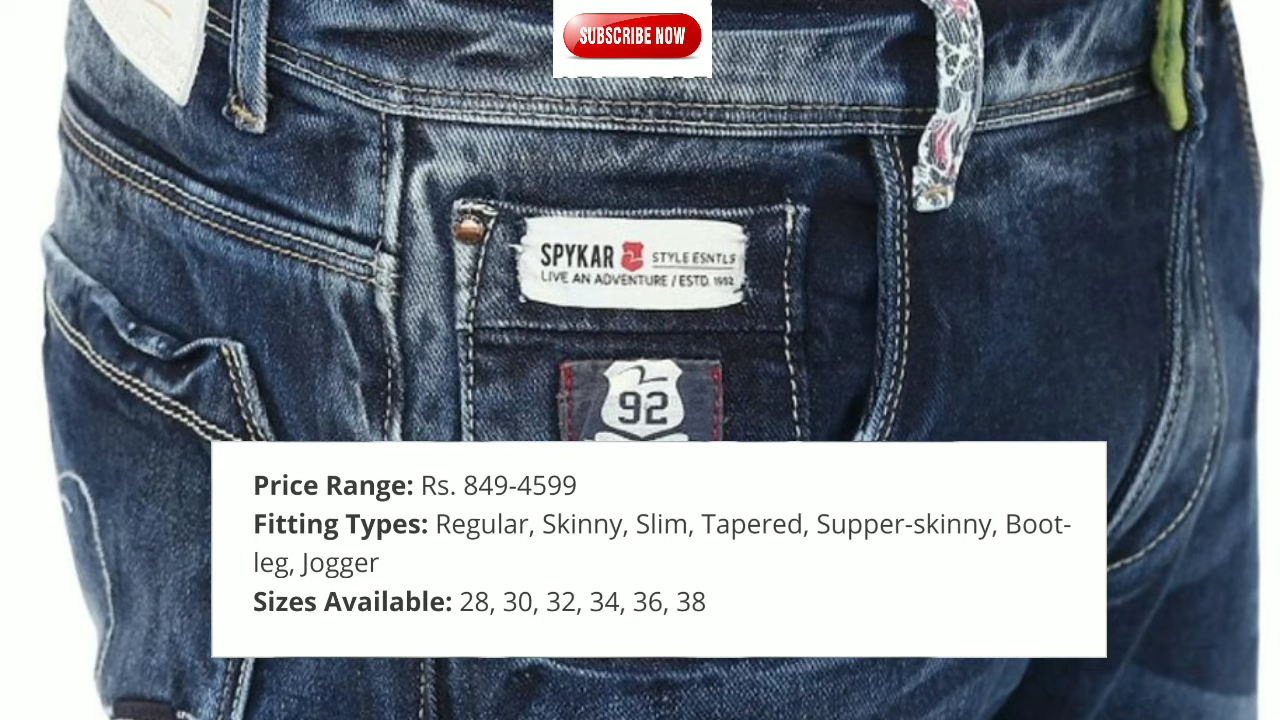 SUBSCRIBE NOW
SPYKAR STYLE ESNTLS
LIVE AN ADVENTURE / ESTD. 1992
92
Price Range: Rs. 849-4599
Fitting Types: Regular, Skinny, Slim, Tapered, Supper-skinny, Boot-
leg, Jogger
Sizes Available: 28, 30, 32, 34, 36, 38